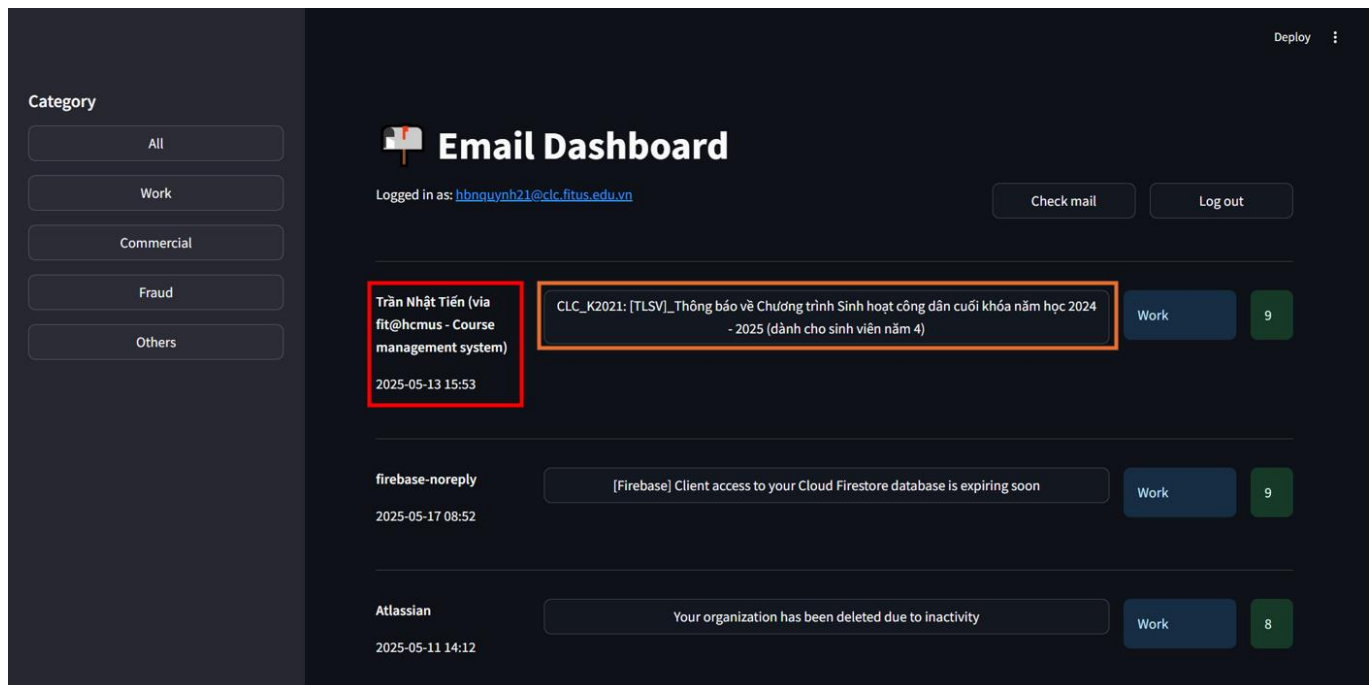 Deploy
Category
All
Work
Commercial
Fraud
Others
Email Dashboard
Logged in as: hbnquynh21@clc.fitus.edu.vn
Check mail
Log out
Trần Nhật Tiến (via
fit@hcmus - Course
management system)
2025-05-13 15:53
CLC_K2021: [TLSV]_Thông báo về Chương trình Sinh hoạt công dân cuối khóa năm học 2024
- 2025 (dành cho sinh viên năm 4)
Work
9
firebase-noreply
2025-05-17 08:52
[Firebase] Client access to your Cloud Firestore database is expiring soon
Work
9
Atlassian
2025-05-11 14:12
Your organization has been deleted due to inactivity
Work
8